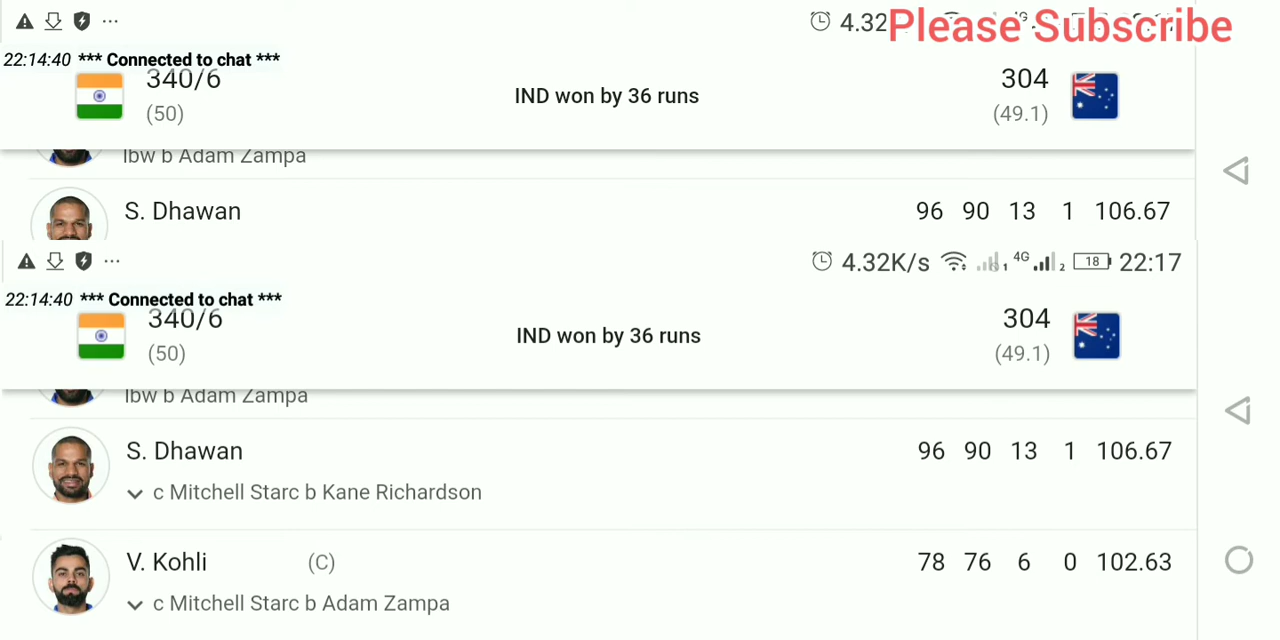 4.32 Please Subscribe
22:14:40 *** Connected to chat ***
340/6 304
IND won by 36 runs
(50) (49.1)
lbw b Adam Zampa
S. Dhawan 96 90 13 1 106.67
4.32K/s 1 4G 2 18 22:17
22:14:40 *** Connected to chat ***
340/6 304
IND won by 36 runs
(50) (49.1)
lbw b Adam Zampa
S. Dhawan 96 90 13 1 106.67
c Mitchell Starc b Kane Richardson
V. Kohli (C) 78 76 6 0 102.63
c Mitchell Starc b Adam Zampa